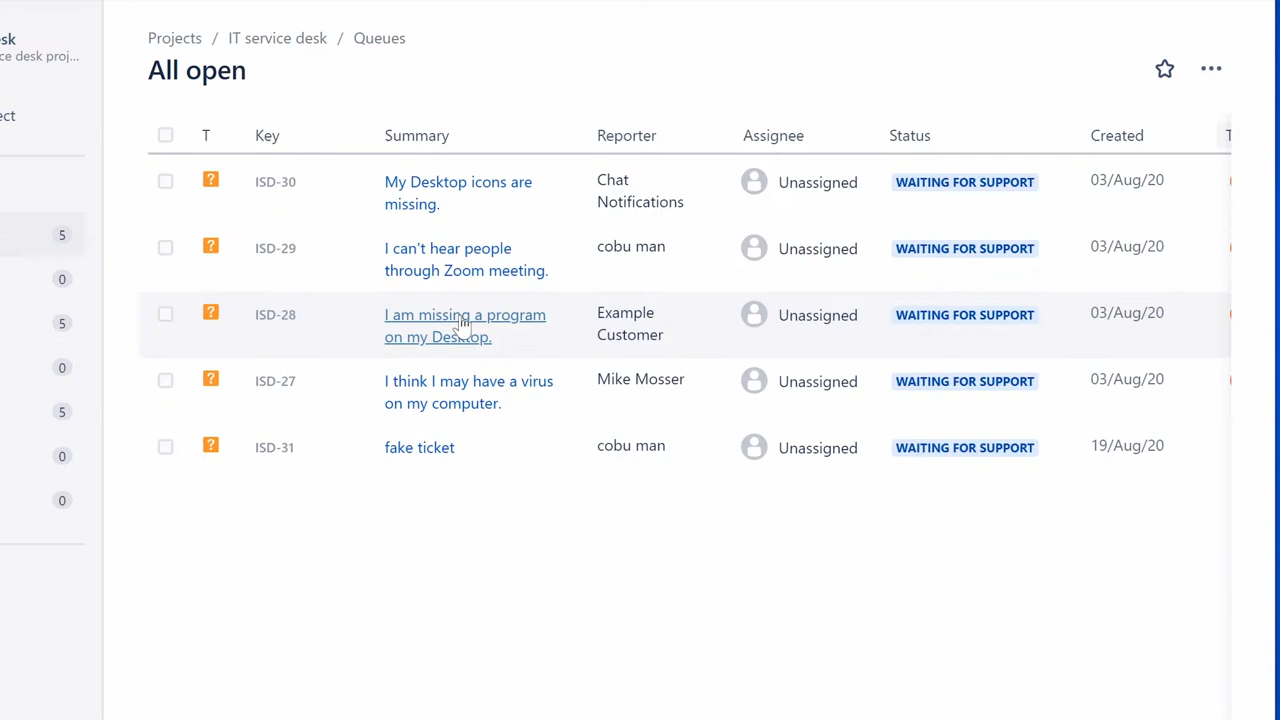 sk
ce desk proj...
ect
5
0
5
0
5
0
0
Projects / IT service desk / Queues
All open
T Key Summary Reporter Assignee Status Created T
? ISD-30 My Desktop icons are missing. Chat Notifications Unassigned WAITING FOR SUPPORT 03/Aug/20
? ISD-29 I can't hear people through Zoom meeting. cobu man Unassigned WAITING FOR SUPPORT 03/Aug/20
? ISD-28 I am missing a program on my Desktop. Example Customer Unassigned WAITING FOR SUPPORT 03/Aug/20
? ISD-27 I think I may have a virus on my computer. Mike Mosser Unassigned WAITING FOR SUPPORT 03/Aug/20
? ISD-31 fake ticket cobu man Unassigned WAITING FOR SUPPORT 19/Aug/20